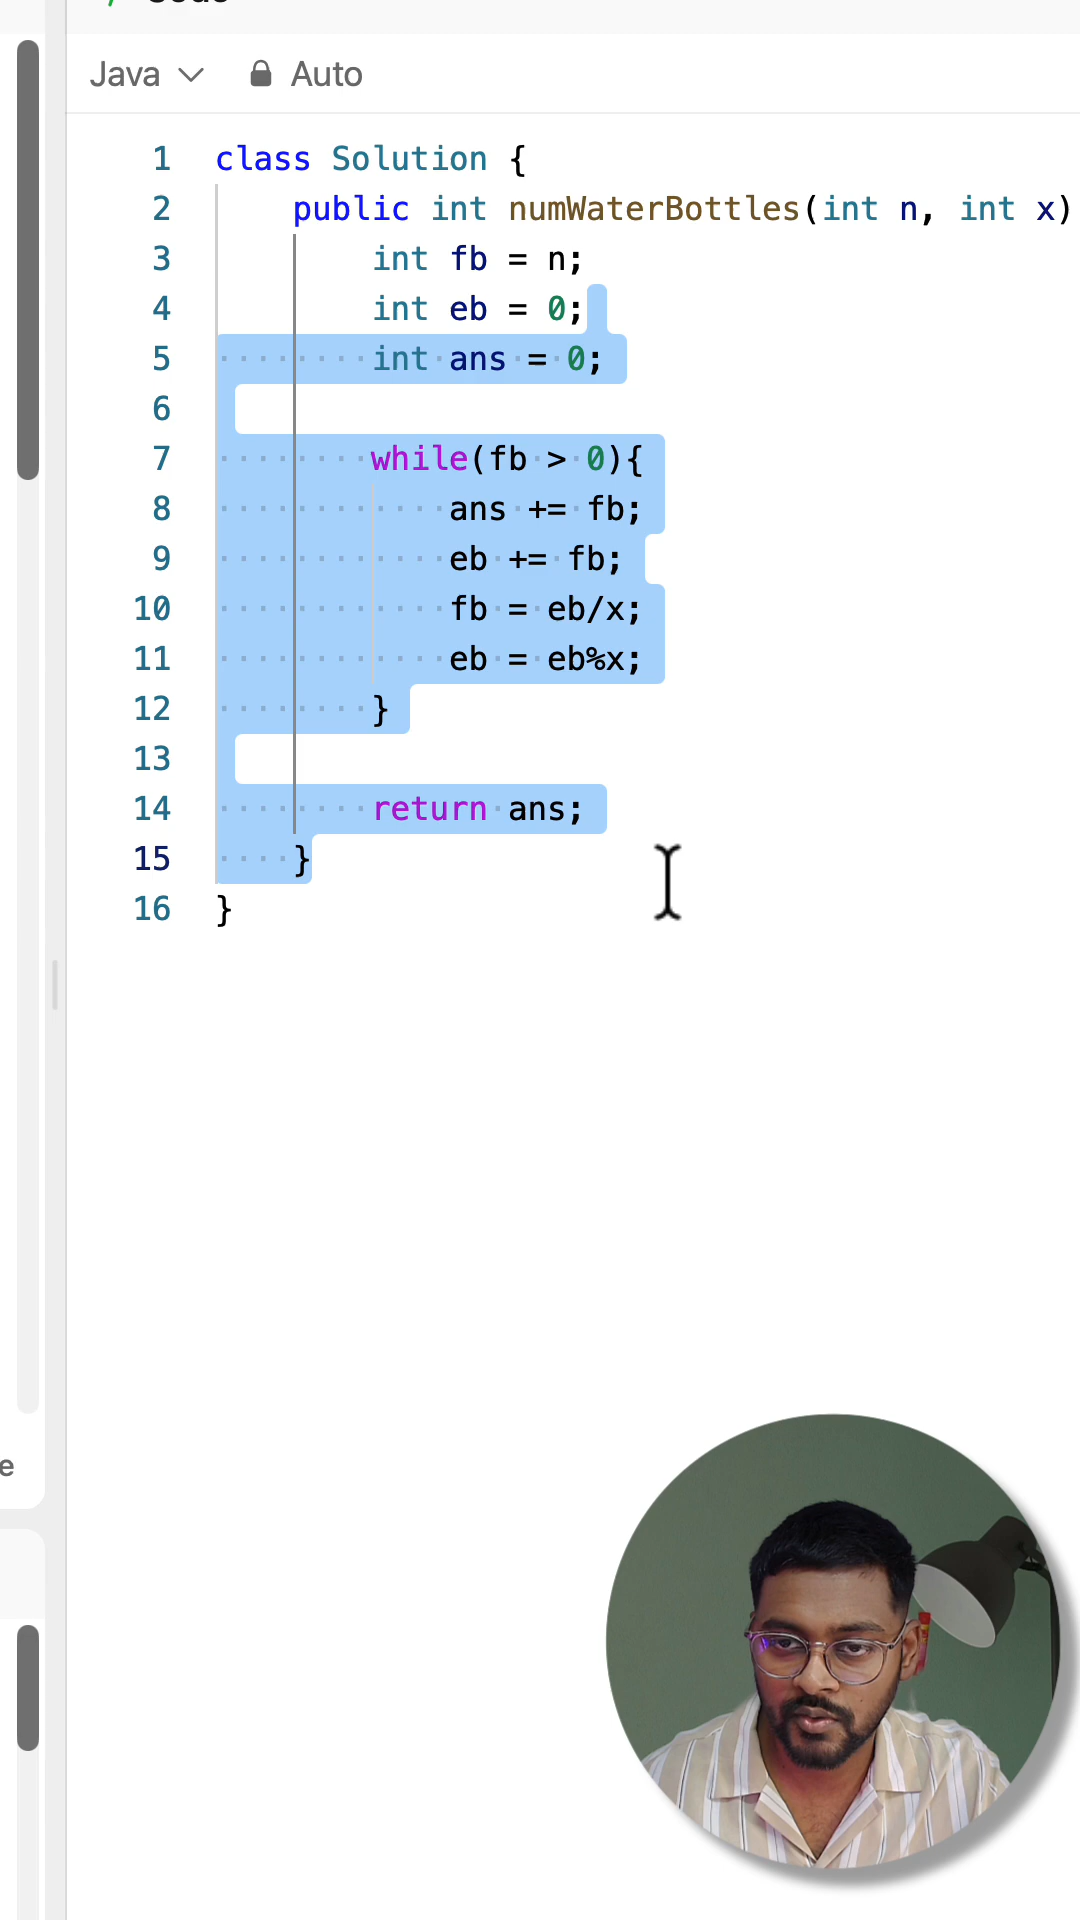 Java Auto
1 class Solution {
2 public int numWaterBottles(int n, int x)
3 int fb = n;
4 int eb = 0;
5 int ans = 0;
6
7 while(fb > 0){
8 ans += fb;
9 eb += fb;
10 fb = eb/x;
11 eb = eb%x;
12 }
13
14 return ans;
15 }
16 }
e